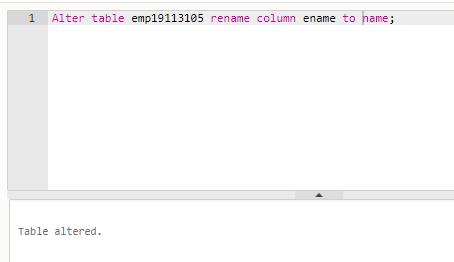 1 Alter table emp19113105 rename column ename to name;
Table altered.